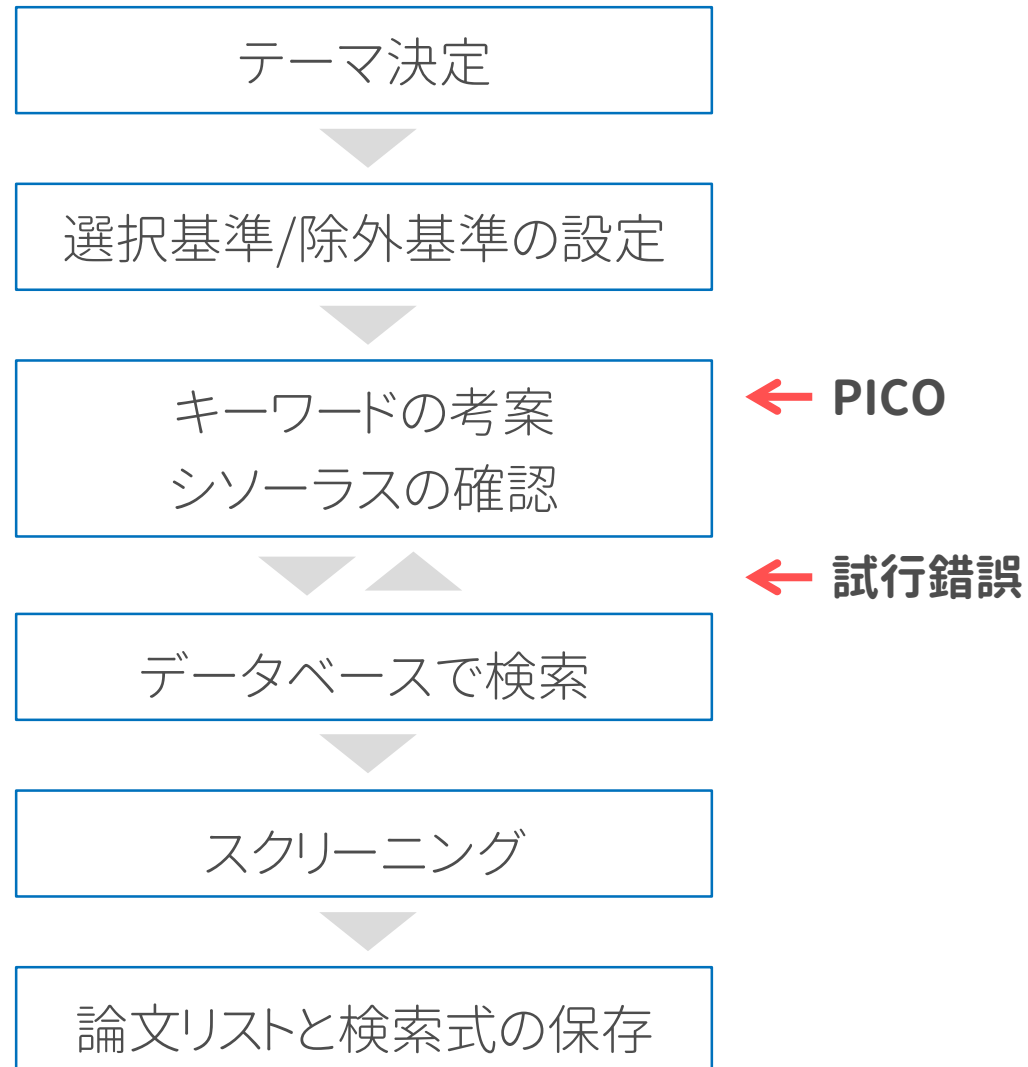 テーマ決定
選択基準/除外基準の設定
キーワードの考案
シソーラスの確認
PICO
試行錯誤
データベースで検索
スクリーニング
論文リストと検索式の保存